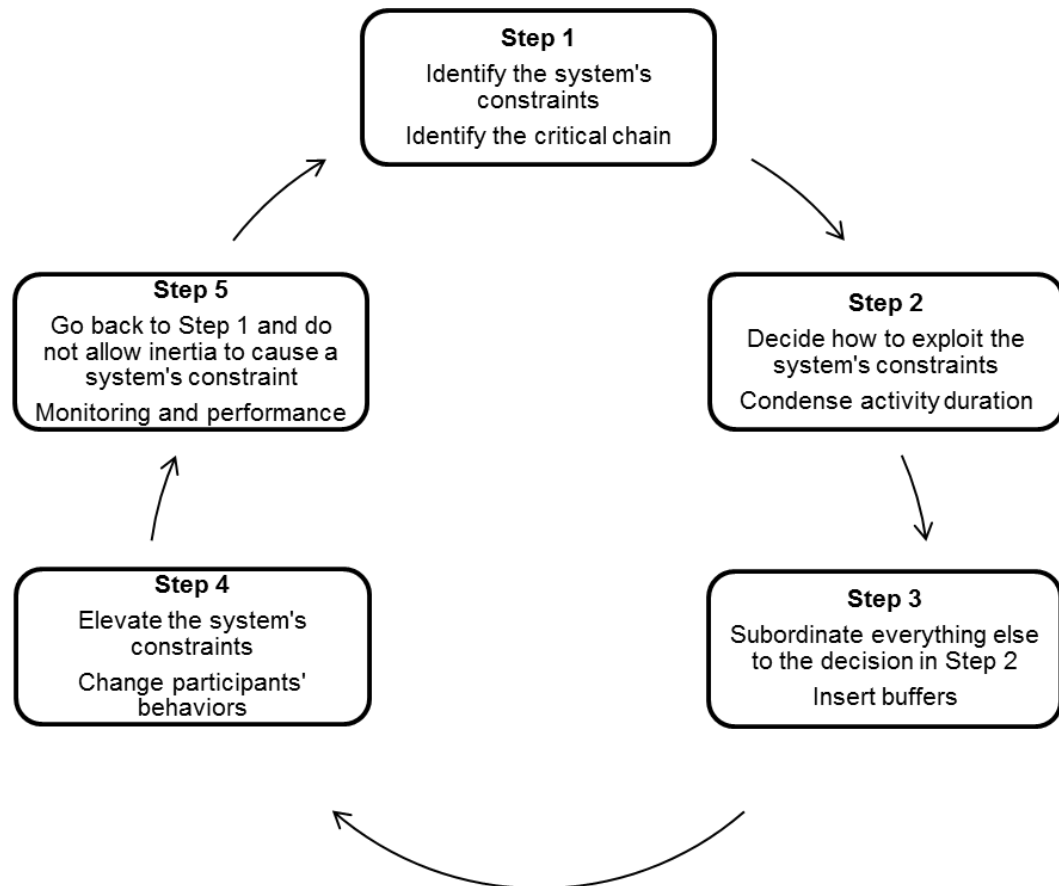 Step 1
Identify the system's
constraints
Identify the critical chain
Step 2
Decide how to exploit the
system's constraints
Condense activity duration
Step 3
Subordinate everything else
to the decision in Step 2
Insert buffers
Step 4
Elevate the system's
constraints
Change participants'
behaviors
Step 5
Go back to Step 1 and do
not allow inertia to cause a
system's constraint
Monitoring and performance